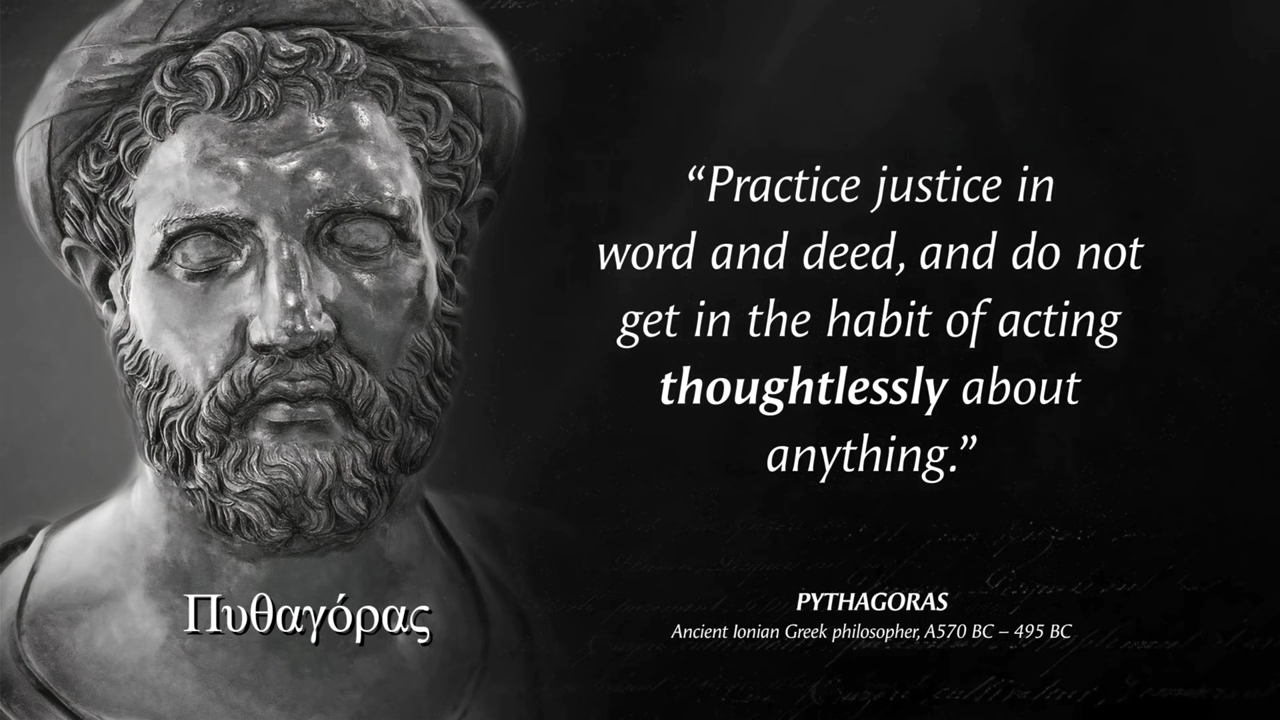 “Practice justice in
word and deed, and do not
get in the habit of acting
thoughtlessly about
anything.”
Πυθαγόρας
PYTHAGORAS
Ancient Ionian Greek philosopher, A570 BC – 495 BC